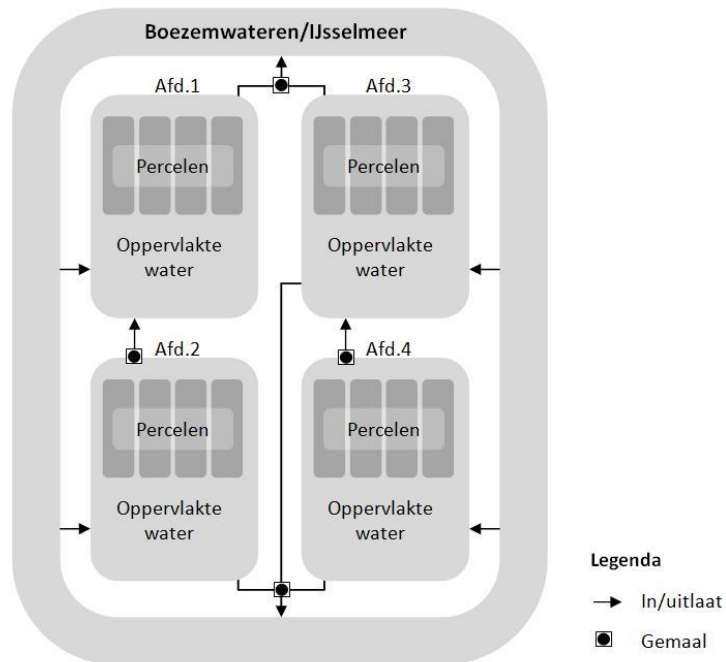 Boezemwateren/IJsselmeer
Afd.1
Afd.3
Percelen
Percelen
Oppervlakte
water
Oppervlakte
water
Afd.2
Afd.4
Percelen
Percelen
Oppervlakte
water
Oppervlakte
water
Legenda
In/uitlaat
Gemaal